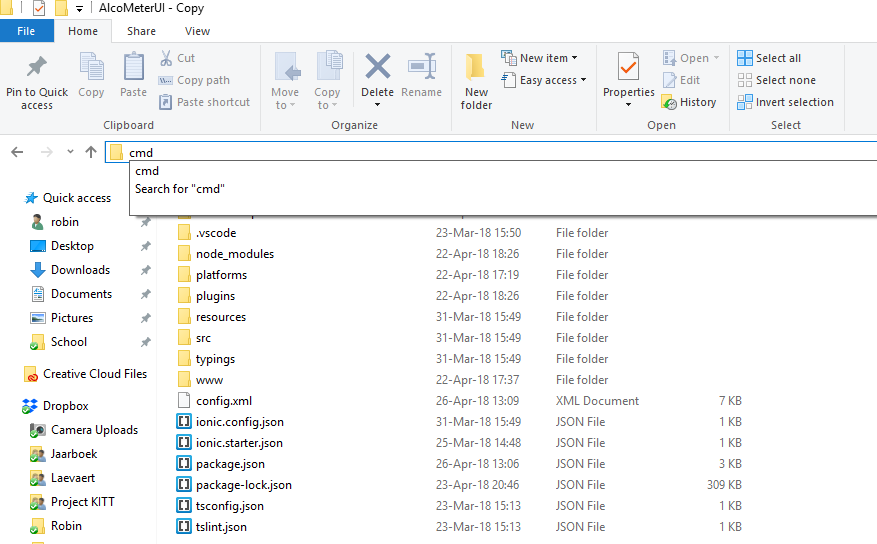 AlcoMeterUI - Copy
File Home Share View
Pin to Quick access
Copy
Paste
Cut
Copy path
Paste shortcut
Clipboard
Move to
Copy to
Delete
Rename
Organize
New folder
New item
Easy access
New
Properties
Open
Edit
History
Open
Select all
Select none
Invert selection
Select
cmd
cmd
Search for "cmd"
Quick access
robin
Desktop
Downloads
Documents
Pictures
School
Creative Cloud Files
Dropbox
Camera Uploads
Jaarboek
Laevaert
Project KITT
Robin
.vscode 23-Mar-18 15:50 File folder
node_modules 22-Apr-18 18:26 File folder
platforms 22-Apr-18 17:19 File folder
plugins 22-Apr-18 18:26 File folder
resources 31-Mar-18 15:49 File folder
src 31-Mar-18 15:49 File folder
typings 31-Mar-18 15:49 File folder
www 22-Apr-18 17:37 File folder
config.xml 26-Apr-18 13:09 XML Document 7 KB
ionic.config.json 31-Mar-18 15:49 JSON File 1 KB
ionic.starter.json 25-Mar-18 14:48 JSON File 1 KB
package.json 26-Apr-18 13:06 JSON File 3 KB
package-lock.json 23-Apr-18 20:46 JSON File 309 KB
tsconfig.json 23-Mar-18 15:13 JSON File 1 KB
tslint.json 23-Mar-18 15:13 JSON File 1 KB